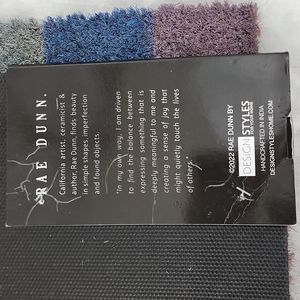 RAE DUNN.
California artist, ceramicist &
author, Rae Dunn, finds beauty
in simple shapes, imperfection
and found objects.
"In my own way, I am driven
to find the balance between
expressing something that is
deeply meaningful to me and
creating a sense of joy that
might quietly touch the lives
of others."
©2022 RAE DUNN BY
DESIGN
STYLES
HANDCRAFTED IN INDIA
DESIGNSTYLESHOME.COM